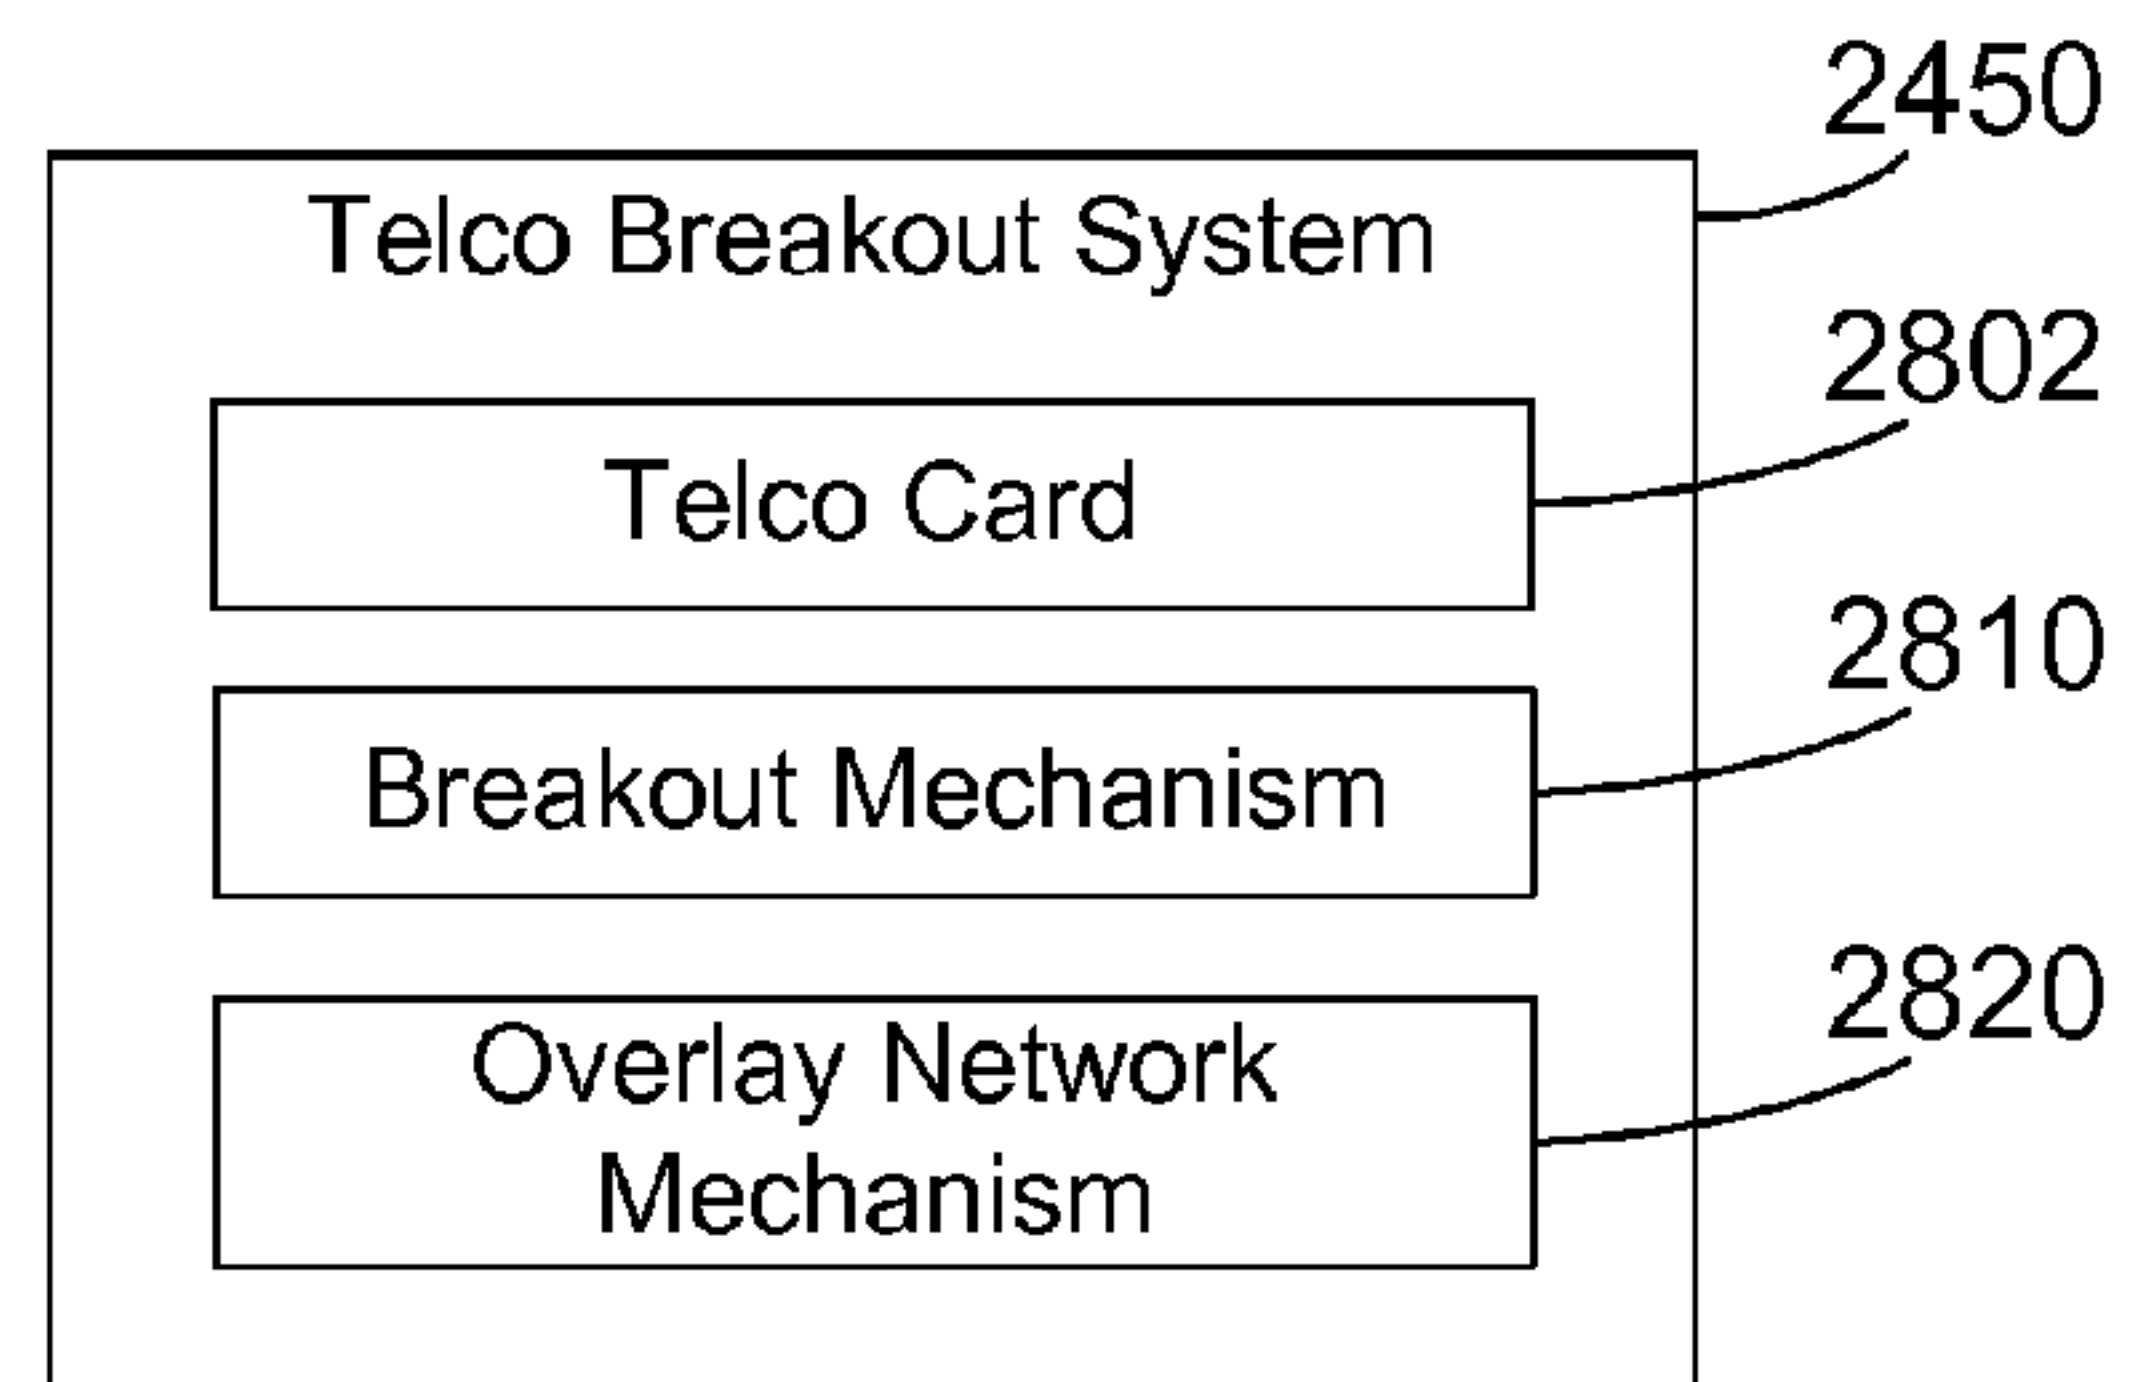 2450
Telco Breakout System
2802
Telco Card
2810
Breakout Mechanism
2820
Overlay Network
Mechanism